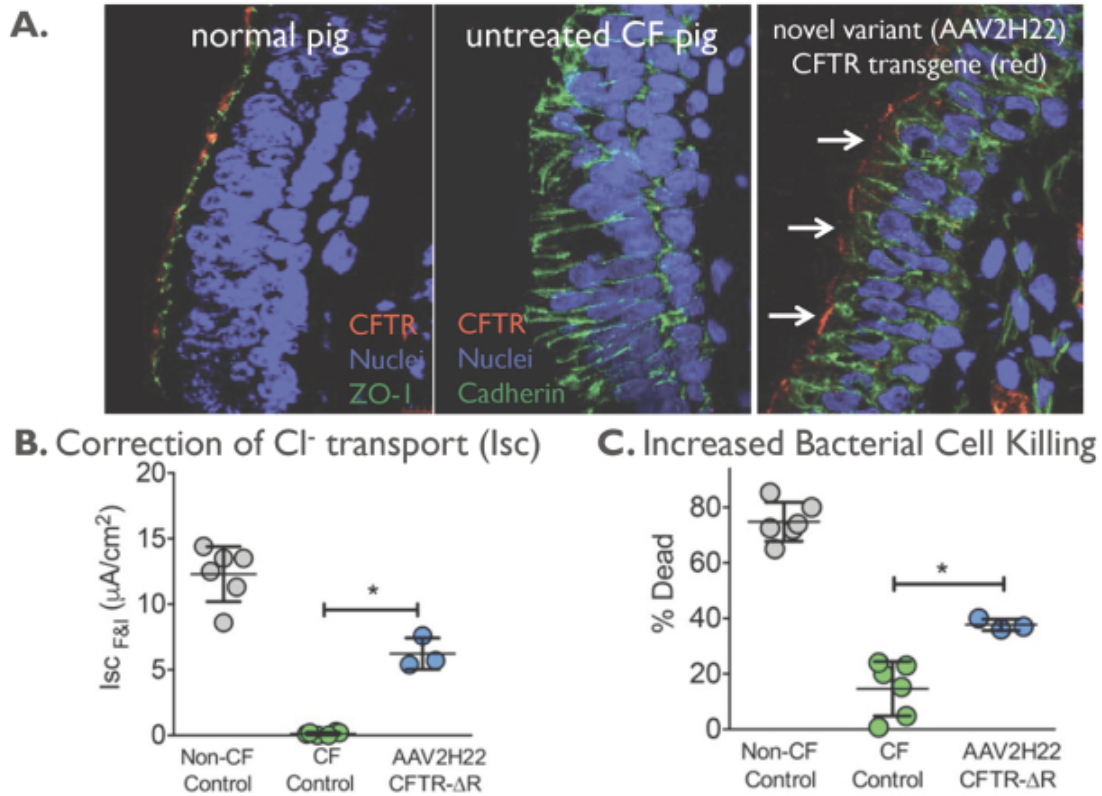 A.
normal pig
untreated CF pig
novel variant (AAV2H22)
CFTR transgene (red)
CFTR
Nuclei
ZO-1
CFTR
Nuclei
Cadherin
B. Correction of Cl⁻ transport (Isc)
20
15
10
5
0
Isc F&I (μA/cm²)
*
Non-CF
Control
CF
Control
AAV2H22
CFTR-ΔR
C. Increased Bacterial Cell Killing
80
60
40
20
0
% Dead
*
Non-CF
Control
CF
Control
AAV2H22
CFTR-ΔR